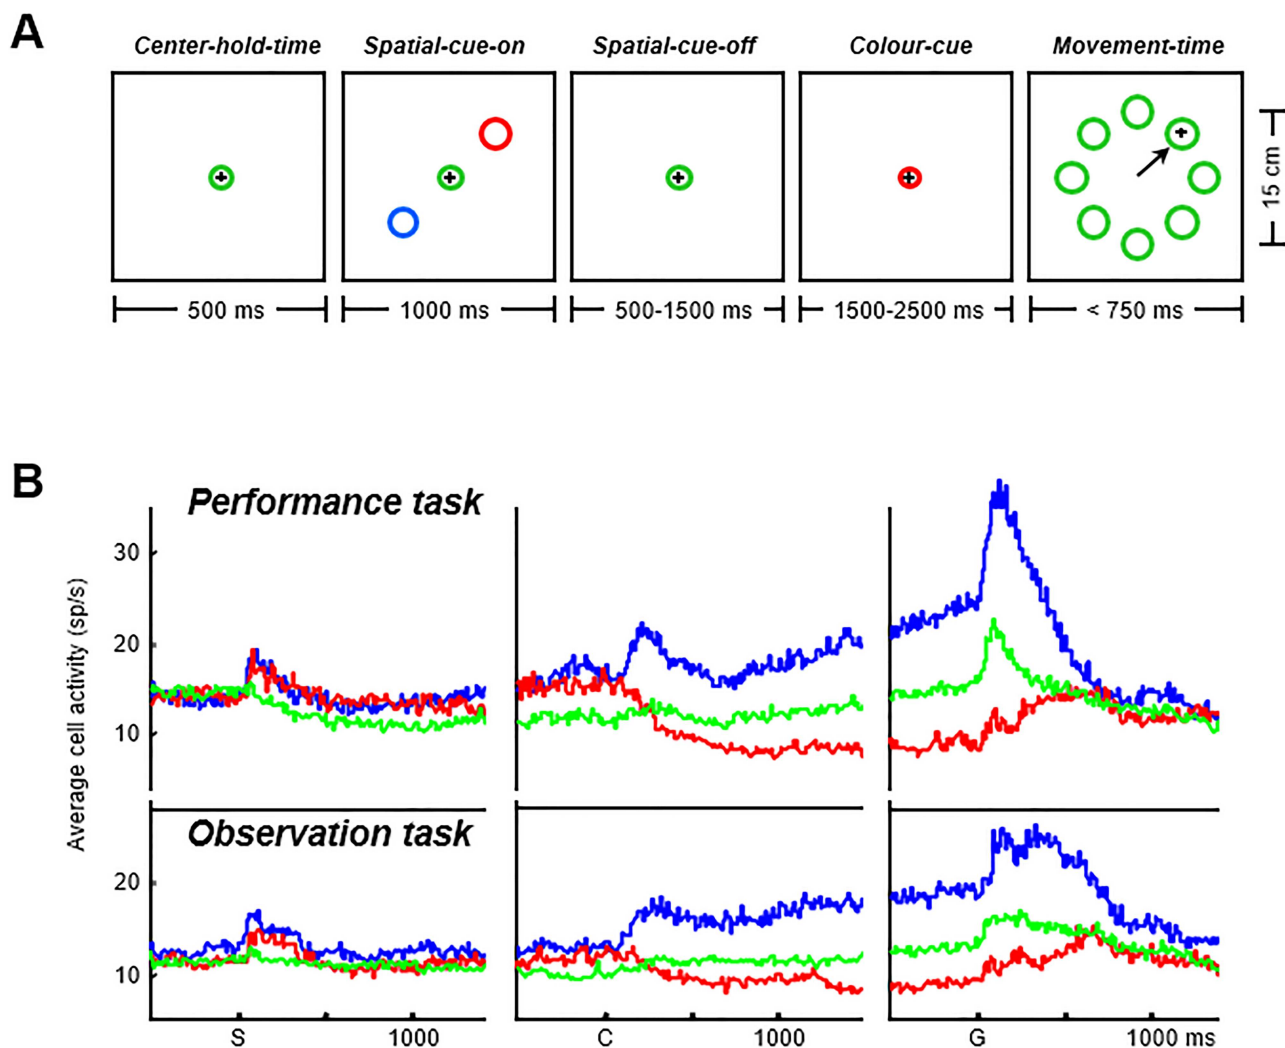 A
Center-hold-time Spatial-cue-on Spatial-cue-off Colour-cue Movement-time
15 cm
500 ms 1000 ms 500-1500 ms 1500-2500 ms < 750 ms
B
Performance task
Average cell activity (sp/s)
30
20
10
Observation task
20
10
S 1000 C 1000 G 1000 ms